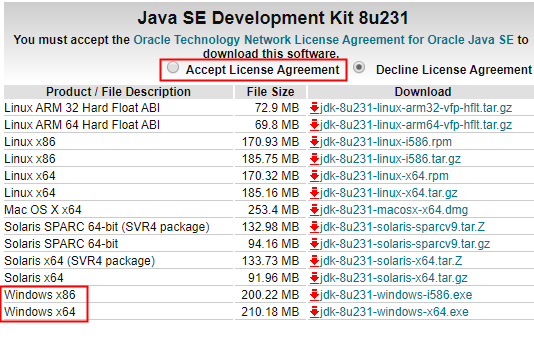 Java SE Development Kit 8u231
You must accept the Oracle Technology Network License Agreement for Oracle Java SE to
download this software.
Accept License Agreement Decline License Agreement
Product / File Description File Size Download
Linux ARM 32 Hard Float ABI 72.9 MB jdk-8u231-linux-arm32-vfp-hflt.tar.gz
Linux ARM 64 Hard Float ABI 69.8 MB jdk-8u231-linux-arm64-vfp-hflt.tar.gz
Linux x86 170.93 MB jdk-8u231-linux-i586.rpm
Linux x86 185.75 MB jdk-8u231-linux-i586.tar.gz
Linux x64 170.32 MB jdk-8u231-linux-x64.rpm
Linux x64 185.16 MB jdk-8u231-linux-x64.tar.gz
Mac OS X x64 253.4 MB jdk-8u231-macosx-x64.dmg
Solaris SPARC 64-bit (SVR4 package) 132.98 MB jdk-8u231-solaris-sparcv9.tar.Z
Solaris SPARC 64-bit 94.16 MB jdk-8u231-solaris-sparcv9.tar.gz
Solaris x64 (SVR4 package) 133.73 MB jdk-8u231-solaris-x64.tar.Z
Solaris x64 91.96 MB jdk-8u231-solaris-x64.tar.gz
Windows x86 200.22 MB jdk-8u231-windows-i586.exe
Windows x64 210.18 MB jdk-8u231-windows-x64.exe